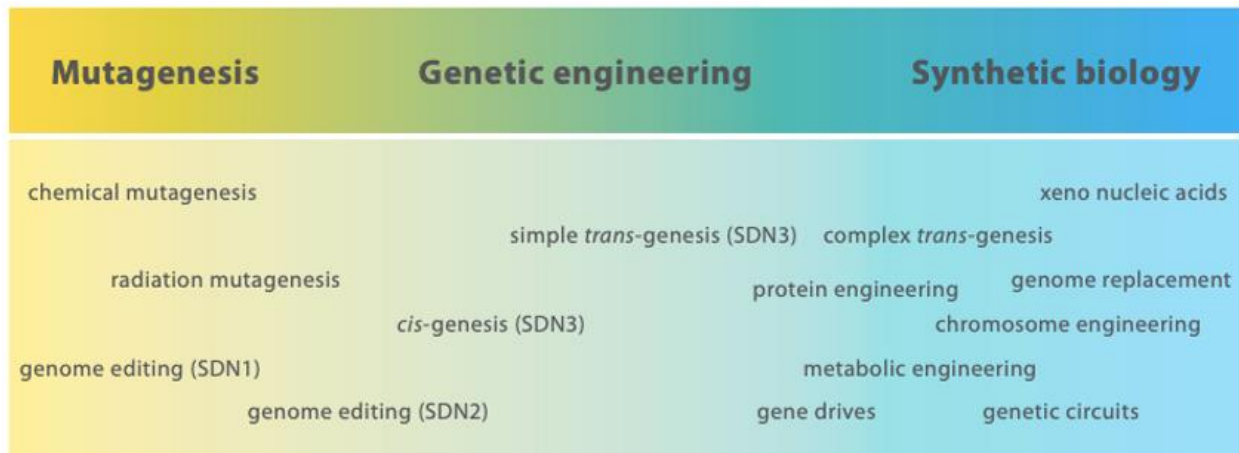 Mutagenesis Genetic engineering Synthetic biology
chemical mutagenesis xeno nucleic acids
simple trans-genesis (SDN3) complex trans-genesis
radiation mutagenesis protein engineering genome replacement
cis-genesis (SDN3) chromosome engineering
genome editing (SDN1) metabolic engineering
genome editing (SDN2) gene drives genetic circuits